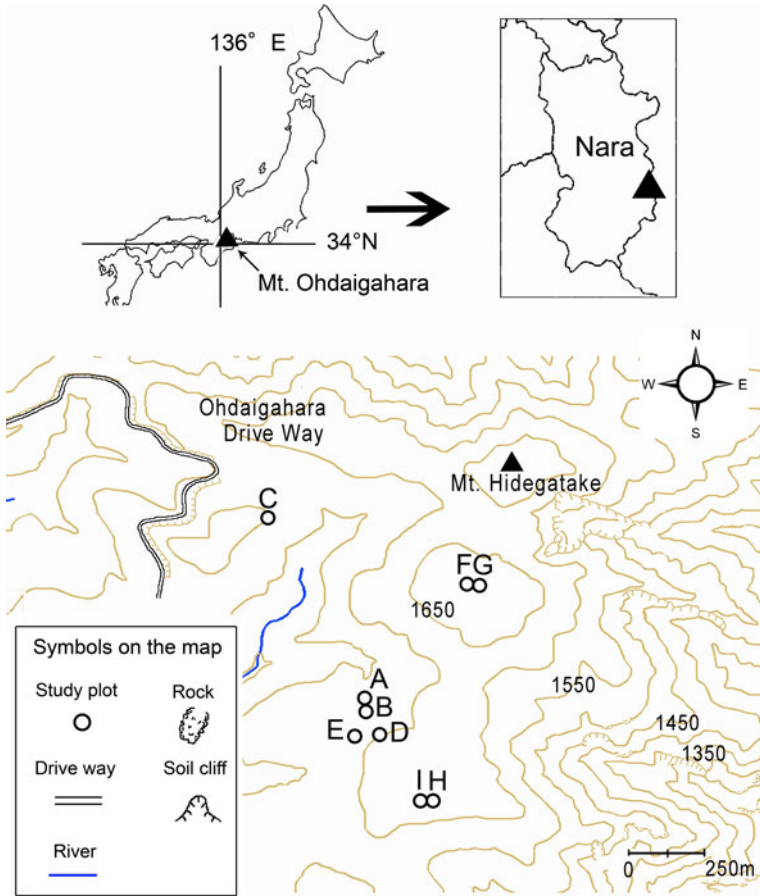 136° E
Nara
34°N
Mt. Ohdaigahara
N
W E
S
Ohdaigahara
Drive Way
Mt. Hidegatake
C
FG
1650
A
B
E D
I H
1550
1450
1350
Symbols on the map
Study plot Rock
Drive way Soil cliff
River
0 250m